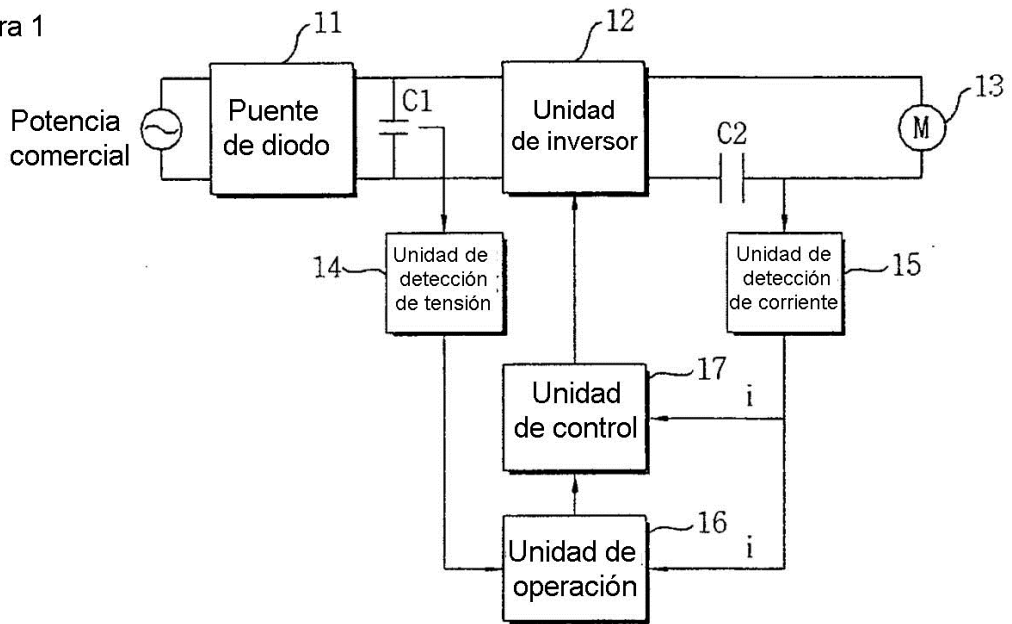 ra 1
11
12
13
Potencia
comercial
Puente
de diodo
C1
Unidad
de inversor
C2
M
14
Unidad de
detección
de tensión
Unidad de
detección
de corriente
15
17
Unidad
de control
i
16
Unidad de
operación
i